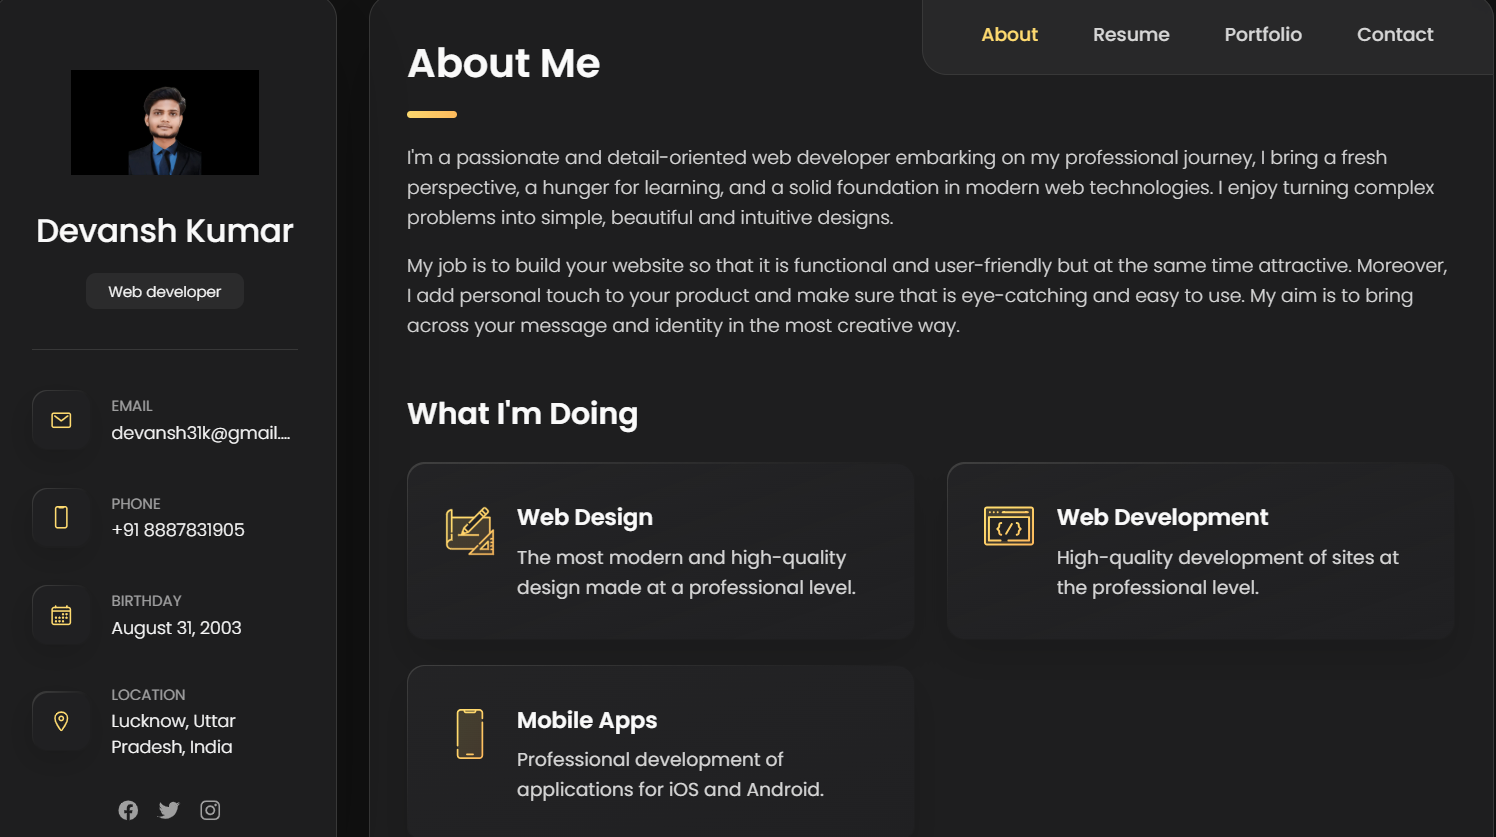 About
Resume
Portfolio
Contact
Devansh Kumar
Web developer
EMAIL
devansh31k@gmail....
PHONE
+91 8887831905
BIRTHDAY
August 31, 2003
LOCATION
Lucknow, Uttar
Pradesh, India
About Me
I'm a passionate and detail-oriented web developer embarking on my professional journey, I bring a fresh
perspective, a hunger for learning, and a solid foundation in modern web technologies. I enjoy turning complex
problems into simple, beautiful and intuitive designs.
My job is to build your website so that it is functional and user-friendly but at the same time attractive. Moreover,
I add personal touch to your product and make sure that is eye-catching and easy to use. My aim is to bring
across your message and identity in the most creative way.
What I'm Doing
Web Design
The most modern and high-quality
design made at a professional level.
Web Development
High-quality development of sites at
the professional level.
Mobile Apps
Professional development of
applications for iOS and Android.